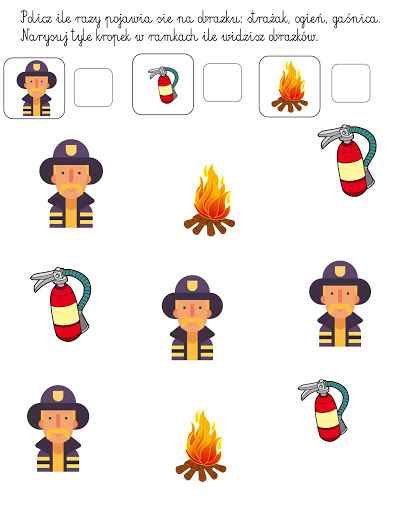 Policz ile razy pojawia się na obrazku: strażak, ogień, gaśnica.
Narysuj tyle kropek w ramkach ile widzisz obrazków.